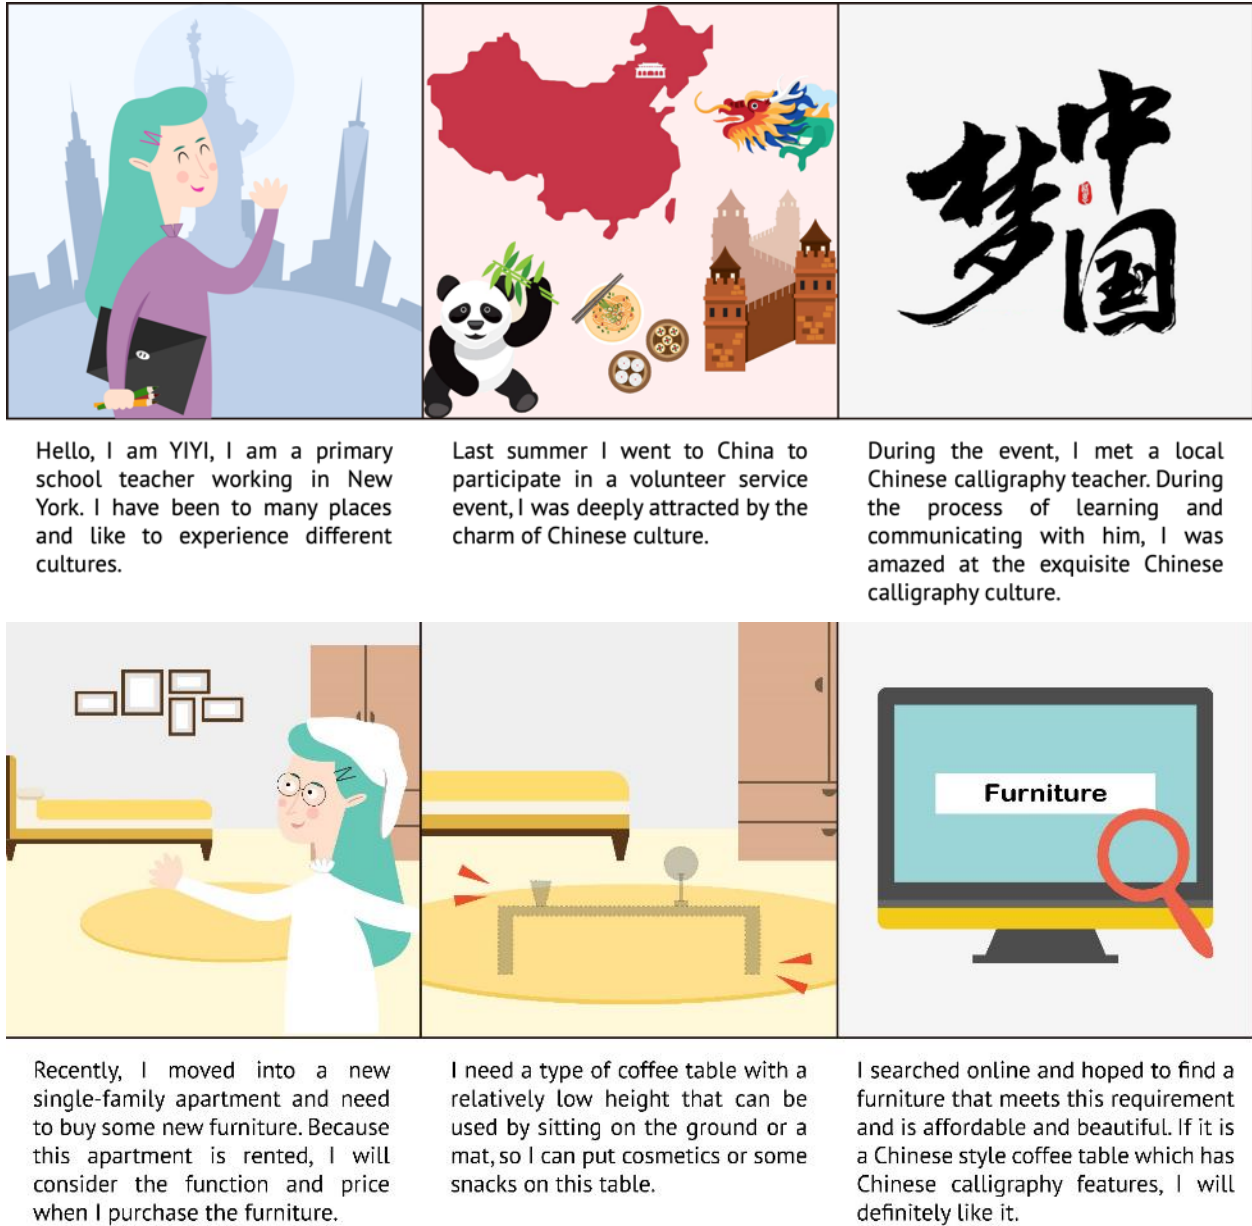 中国
梦
Hello, I am YIYI, I am a primary
school teacher working in New
York. I have been to many places
and like to experience different
cultures.
Last summer I went to China to
participate in a volunteer service
event, I was deeply attracted by the
charm of Chinese culture.
During the event, I met a local
Chinese calligraphy teacher. During
the process of learning and
communicating with him, I was
amazed at the exquisite Chinese
calligraphy culture.
Furniture
Recently, I moved into a new
single-family apartment and need
to buy some new furniture. Because
this apartment is rented, I will
consider the function and price
when I purchase the furniture.
I need a type of coffee table with a
relatively low height that can be
used by sitting on the ground or a
mat, so I can put cosmetics or some
snacks on this table.
I searched online and hoped to find a
furniture that meets this requirement
and is affordable and beautiful. If it is
a Chinese style coffee table which has
Chinese calligraphy features, I will
definitely like it.